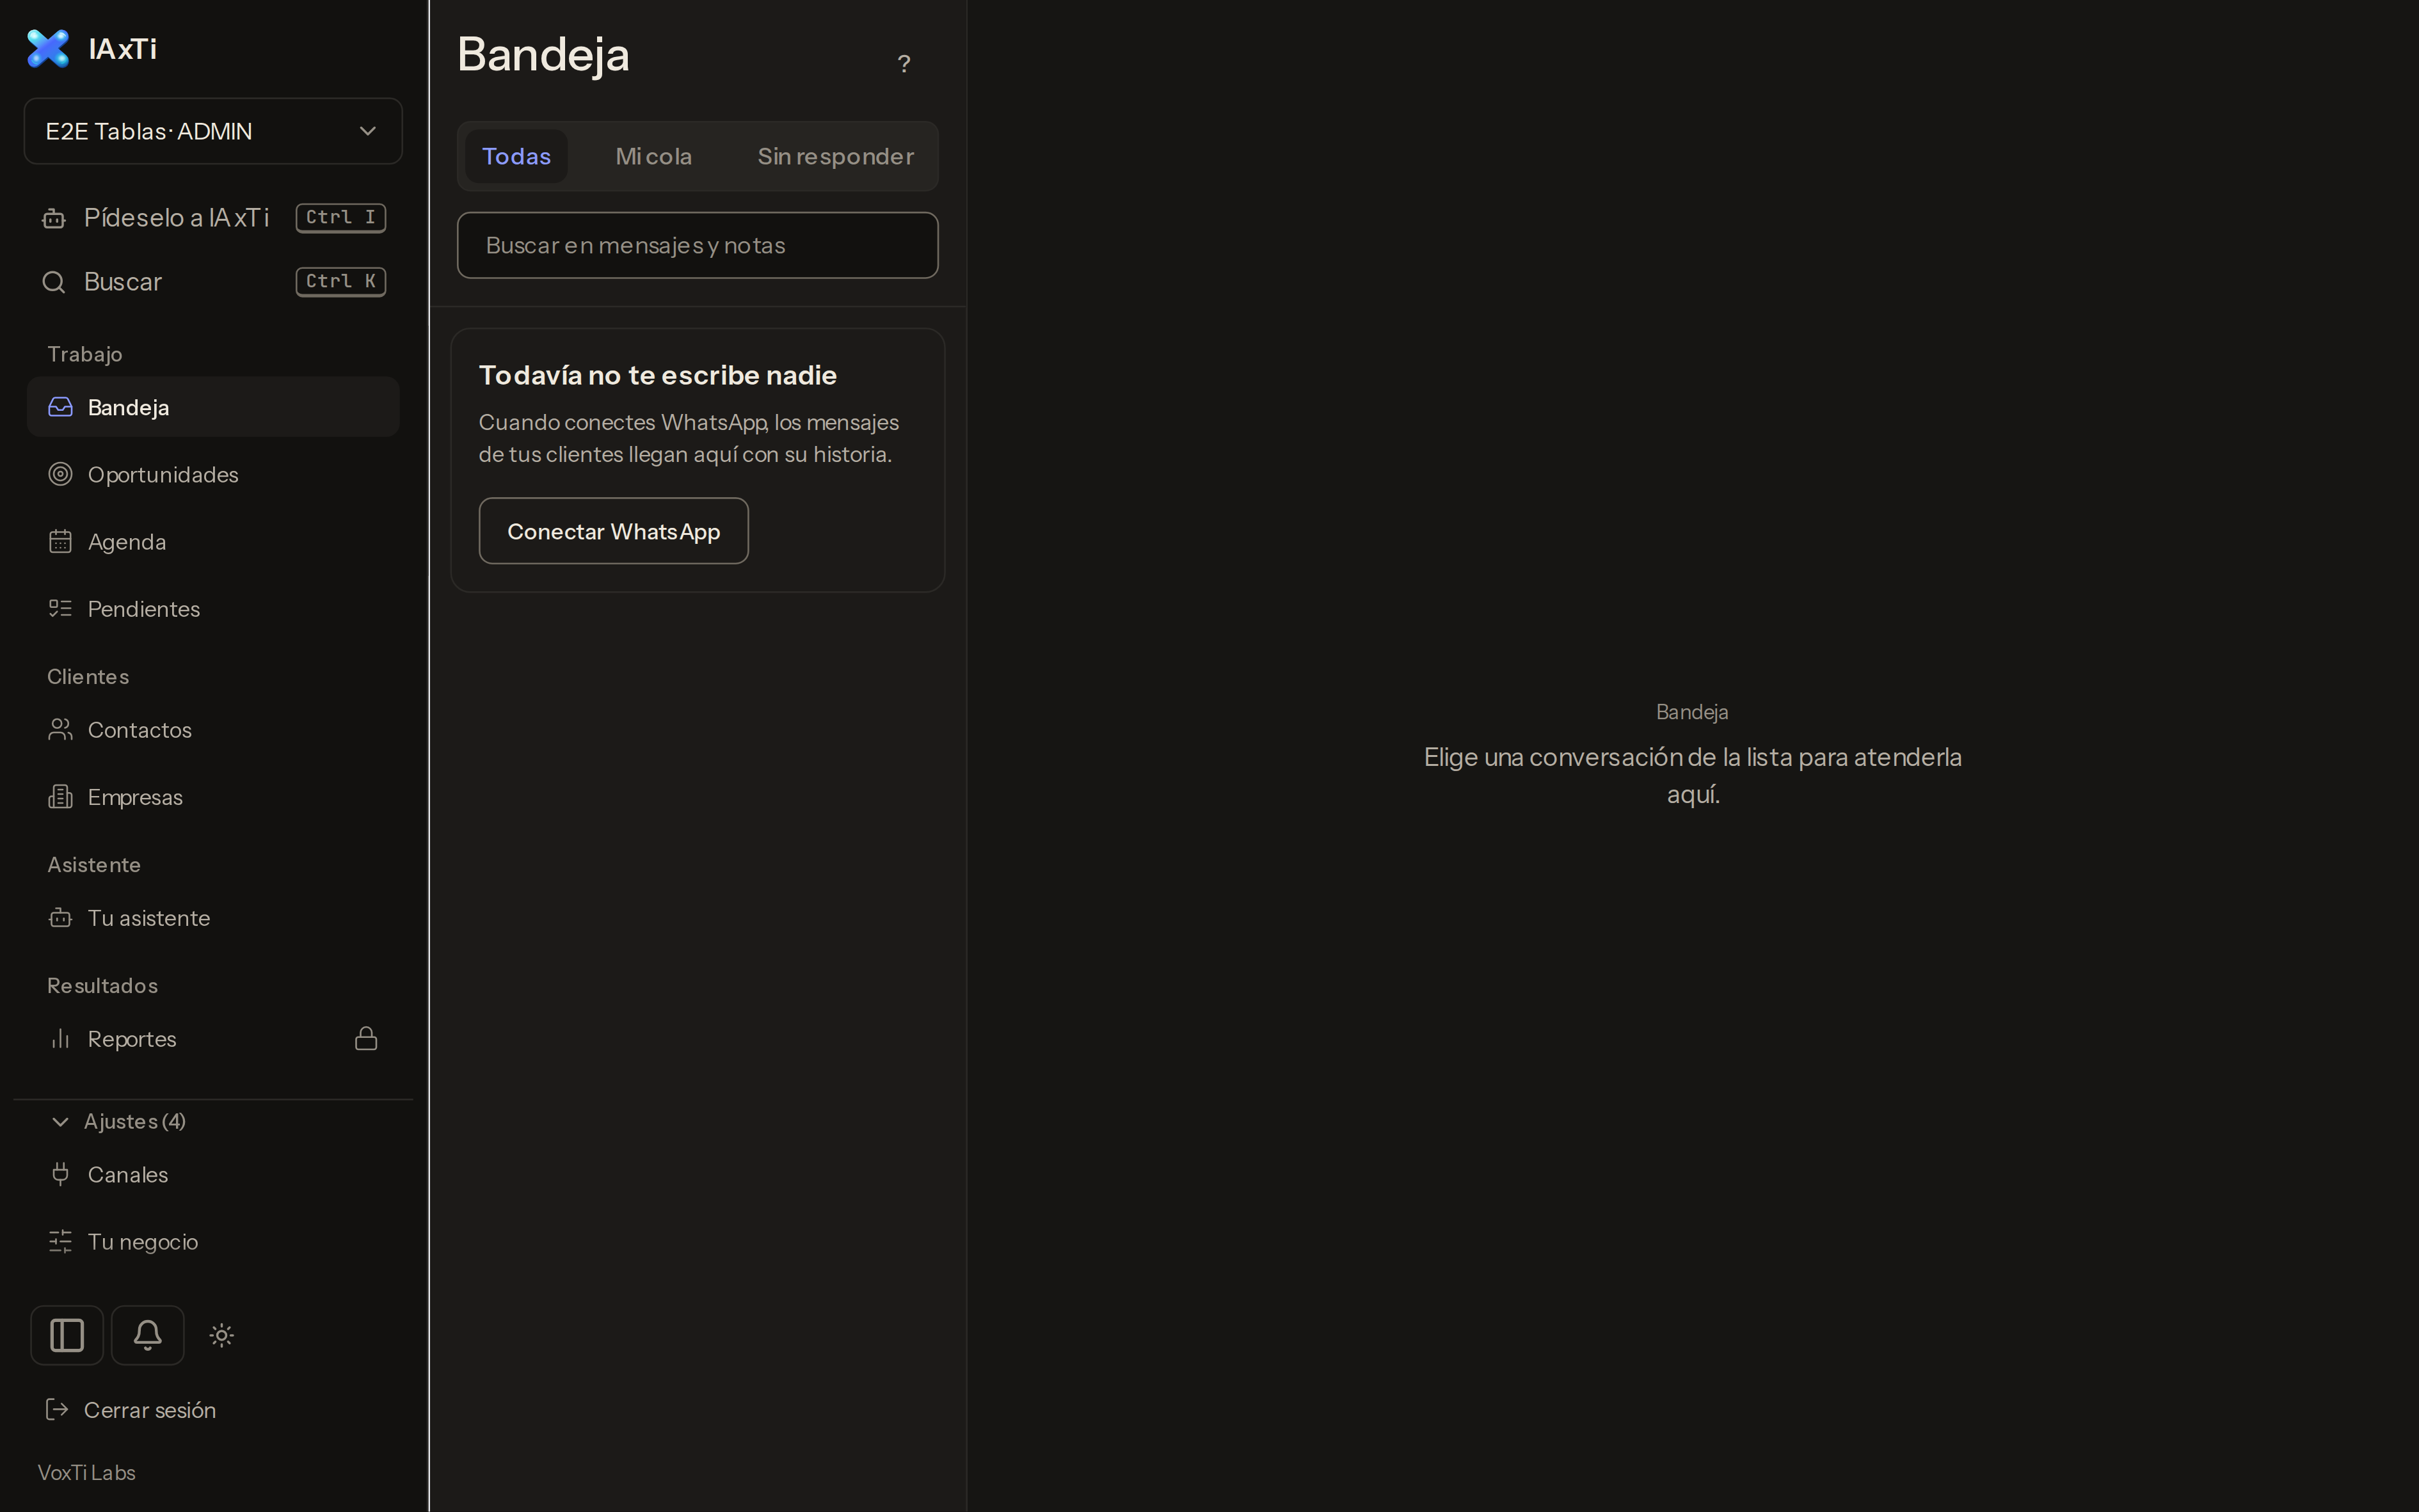 IAxTi
E2E Tablas · ADMIN
Pídeselo a IAxTi
Ctrl I
Buscar
Ctrl K
Trabajo
Bandeja
Oportunidades
Agenda
Pendientes
Clientes
Contactos
Empresas
Asistente
Tu asistente
Resultados
Reportes
Ajustes (4)
Canales
Tu negocio
Cerrar sesión
VoxTi Labs
Bandeja
?
Todas
Mi cola
Sin responder
Buscar en mensajes y notas
Todavía no te escribe nadie
Cuando conectes WhatsApp, los mensajes
de tus clientes llegan aquí con su historia.
Conectar WhatsApp
Bandeja
Elige una conversación de la lista para atenderla
aquí.